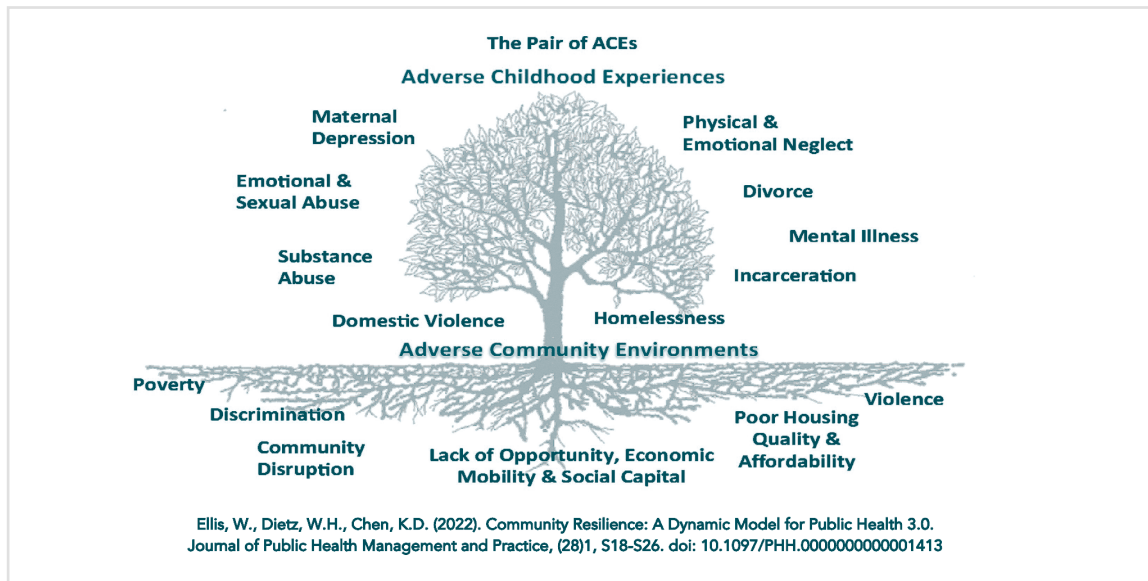 The Pair of ACEs
Adverse Childhood Experiences
Maternal
Depression
Physical &
Emotional Neglect
Emotional &
Sexual Abuse
Divorce
Mental Illness
Substance
Abuse
Incarceration
Domestic Violence
Homelessness
Adverse Community Environments
Poverty
Violence
Discrimination
Poor Housing
Quality &
Affordability
Community
Disruption
Lack of Opportunity, Economic
Mobility & Social Capital
Ellis, W., Dietz, W.H., Chen, K.D. (2022). Community Resilience: A Dynamic Model for Public Health 3.0.
Journal of Public Health Management and Practice, (28)1, S18-S26. doi: 10.1097/PHH.0000000000001413